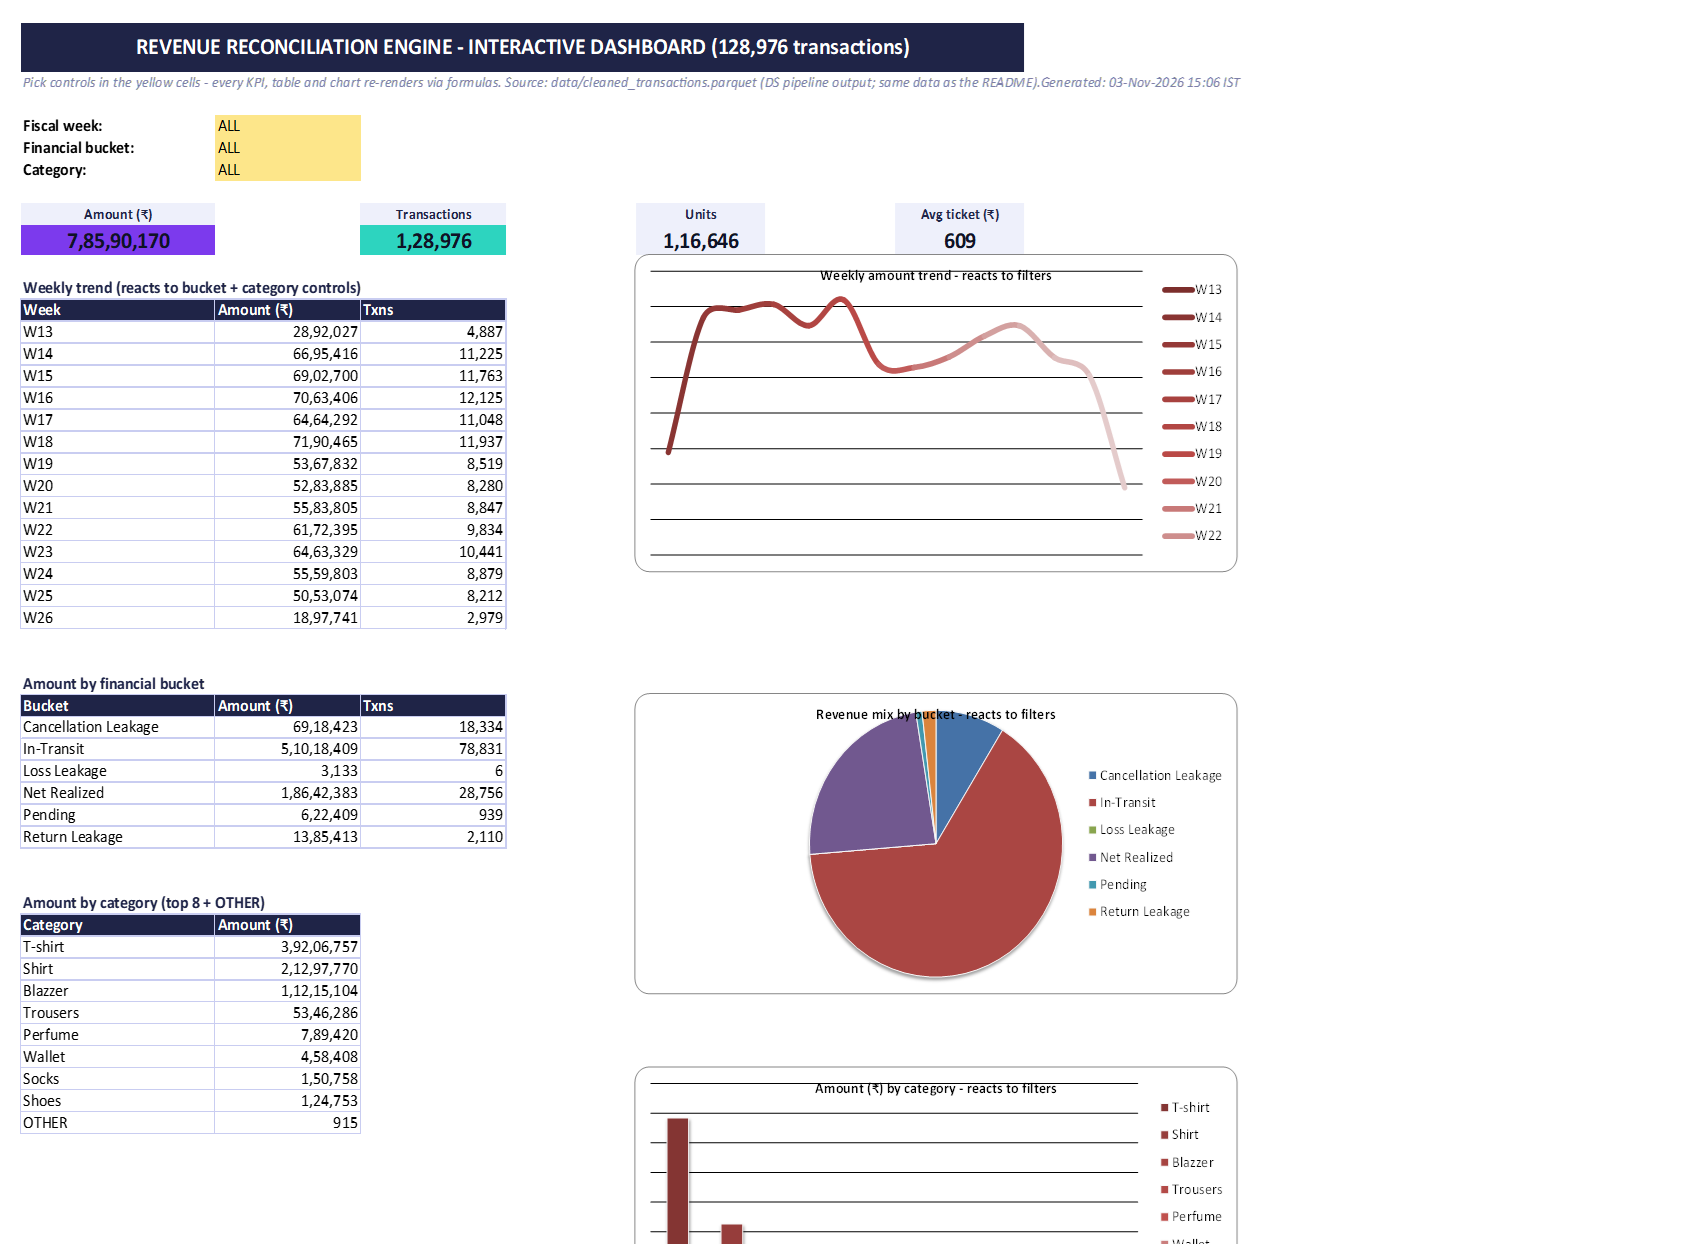 REVENUE RECONCILIATION ENGINE - INTERACTIVE DASHBOARD (128,976 transactions)
Pick controls in the yellow cells - every KPI, table and chart re-renders via formulas. Source: data/cleaned_transactions.parquet (DS pipeline output; same data as the README).Generated: 03-Nov-2026 15:06 IST
Fiscal week: ALL
Financial bucket: ALL
Category: ALL
Amount (₹) Transactions Units Avg ticket (₹)
7,85,90,170 1,28,976 1,16,646 609
Weekly trend (reacts to bucket + category controls)
Week Amount (₹) Txns
W13 28,92,027 4,887
W14 66,95,416 11,225
W15 69,02,700 11,763
W16 70,63,406 12,125
W17 64,64,292 11,048
W18 71,90,465 11,937
W19 53,67,832 8,519
W20 52,83,885 8,280
W21 55,83,805 8,847
W22 61,72,395 9,834
W23 64,63,329 10,441
W24 55,59,803 8,879
W25 50,53,074 8,212
W26 18,97,741 2,979
Weekly amount trend - reacts to filters
W13
W14
W15
W16
W17
W18
W19
W20
W21
W22
Amount by financial bucket
Bucket Amount (₹) Txns
Cancellation Leakage 69,18,423 18,334
In-Transit 5,10,18,409 78,831
Loss Leakage 3,133 6
Net Realized 1,86,42,383 28,756
Pending 6,22,409 939
Return Leakage 13,85,413 2,110
Revenue mix by bucket - reacts to filters
Cancellation Leakage
In-Transit
Loss Leakage
Net Realized
Pending
Return Leakage
Amount by category (top 8 + OTHER)
Category Amount (₹)
T-shirt 3,92,06,757
Shirt 2,12,97,770
Blazzer 1,12,15,104
Trousers 53,46,286
Perfume 7,89,420
Wallet 4,58,408
Socks 1,50,758
Shoes 1,24,753
OTHER 915
Amount (₹) by category - reacts to filters
T-shirt
Shirt
Blazzer
Trousers
Perfume
Wallet